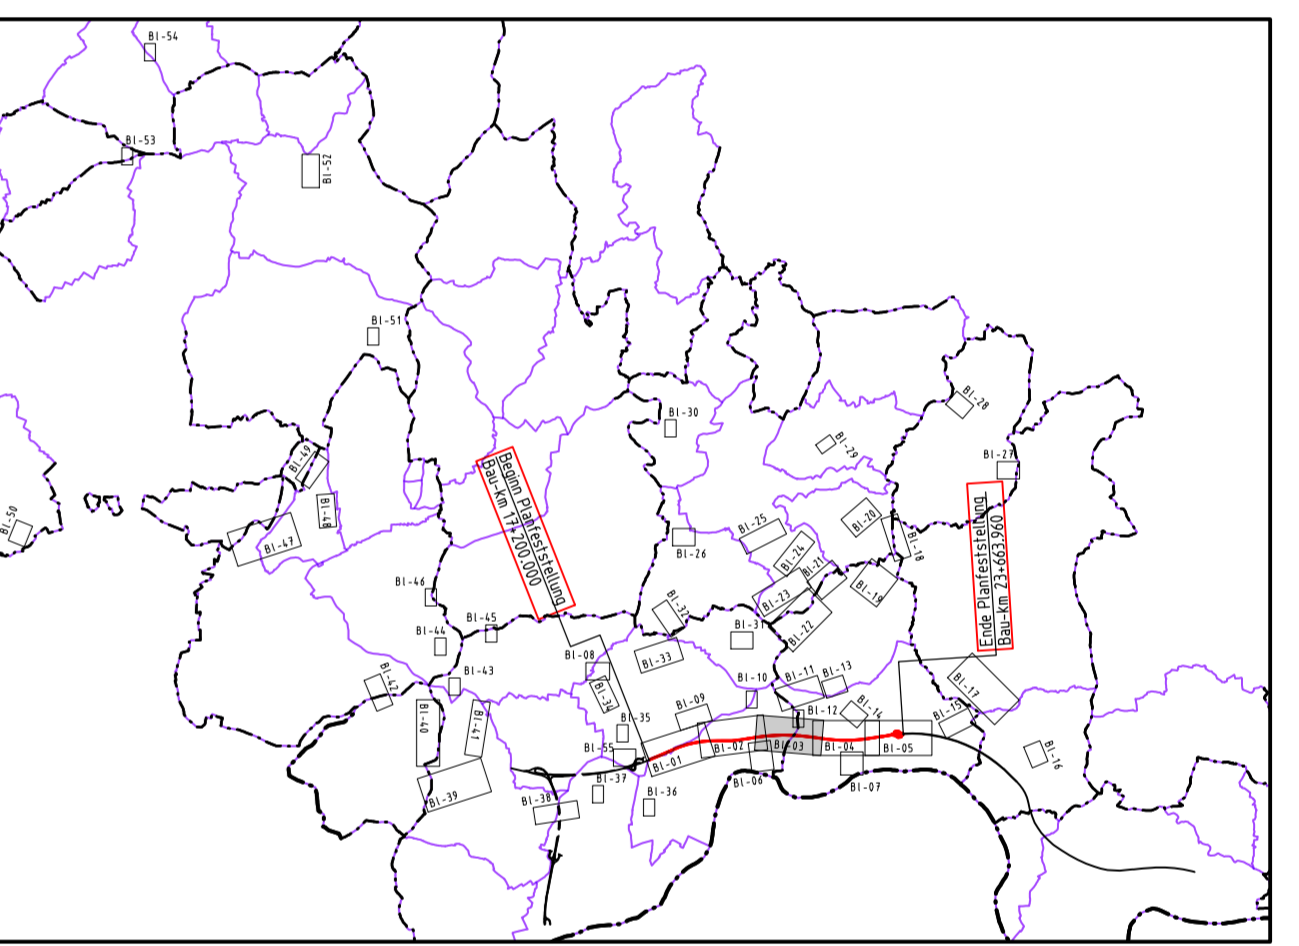 Bl-54
Bl-53
Bl-52
Bl-51
Bl-30
Bl-28
Bl-29
Bl-27
Bl-49
Bl-48
Bl-47
Bl-50
Beginn Planfeststellung
Bau-km 17+200.000
Ende Planfeststellung
Bau-km 23+663.960
Bl-25
Bl-20
Bl-18
Bl-26
Bl-24
Bl-21
Bl-19
Bl-23
Bl-22
Bl-46
Bl-45
Bl-44
Bl-32
Bl-31
Bl-33
Bl-08
Bl-34
Bl-43
Bl-42
Bl-10
Bl-11
Bl-13
Bl-17
Bl-09
Bl-12
Bl-14
Bl-15
Bl-40
Bl-41
Bl-35
Bl-55
Bl-01
Bl-02
Bl-03
Bl-04
Bl-05
Bl-16
Bl-06
Bl-07
Bl-37
Bl-36
Bl-38
Bl-39